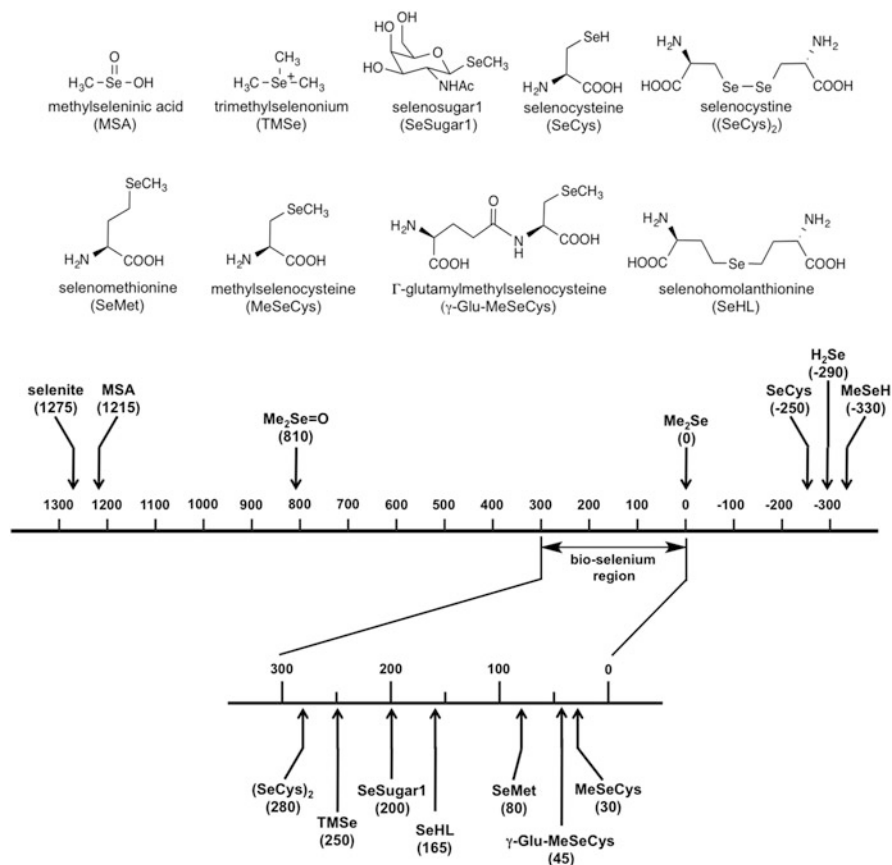 O
H₃C-Se-OH
methylseleninic acid
(MSA)
CH₃
H₃C-Se⁺-CH₃
trimethylselenonium
(TMSe)
HO
OH
O
HO
SeCH₃
NHAc
selenosugar1
(SeSugar1)
SeH
H₂N
COOH
selenocysteine
(SeCys)
H₂N
NH₂
HOOC
Se-Se
COOH
selenocystine
((SeCys)₂)
SeCH₃
H₂N
COOH
selenomethionine
(SeMet)
SeCH₃
H₂N
COOH
methylselenocysteine
(MeSeCys)
SeCH₃
O
H₂N
N
H
COOH
COOH
Γ-glutamylmethylselenocysteine
(γ-Glu-MeSeCys)
H₂N
NH₂
HOOC
Se
COOH
selenohomolanthionine
(SeHL)
selenite
(1275)
MSA
(1215)
Me₂Se=O
(810)
Me₂Se
(0)
SeCys
(-250)
H₂Se
(-290)
MeSeH
(-330)
1300 1200 1100 1000 900 800 700 600 500 400 300 200 100 0 -100 -200 -300
bio-selenium
region
300 200 100 0
(SeCys)₂
(280)
TMSe
(250)
SeSugar1
(200)
SeHL
(165)
SeMet
(80)
γ-Glu-MeSeCys
(45)
MeSeCys
(30)